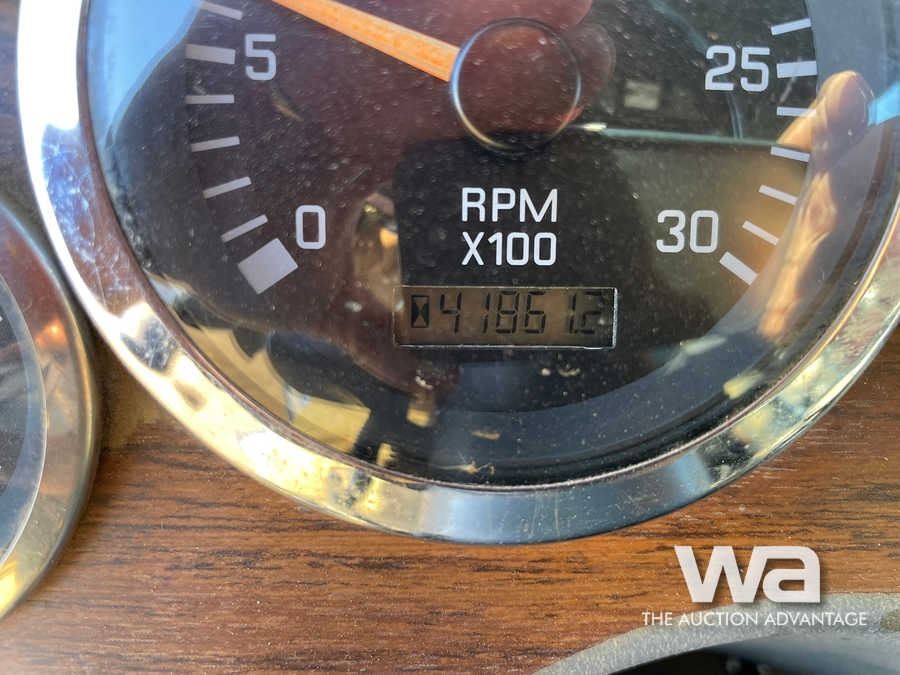 5
25
0
RPM
30
X100
41861.2
wa
THE AUCTION ADVANTAGE